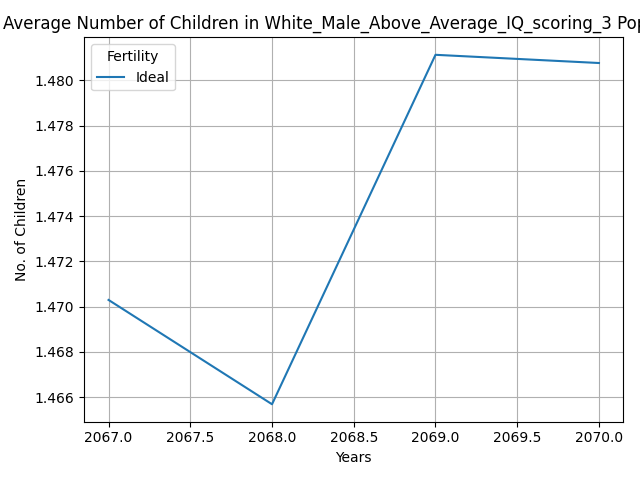 Average Number of Children in White_Male_Above_Average_IQ_scoring_3 Pop
Fertility
Ideal
1.480
1.478
1.476
1.474
1.472
1.470
1.468
1.466
No. of Children
2067.0 2067.5 2068.0 2068.5 2069.0 2069.5 2070.0
Years